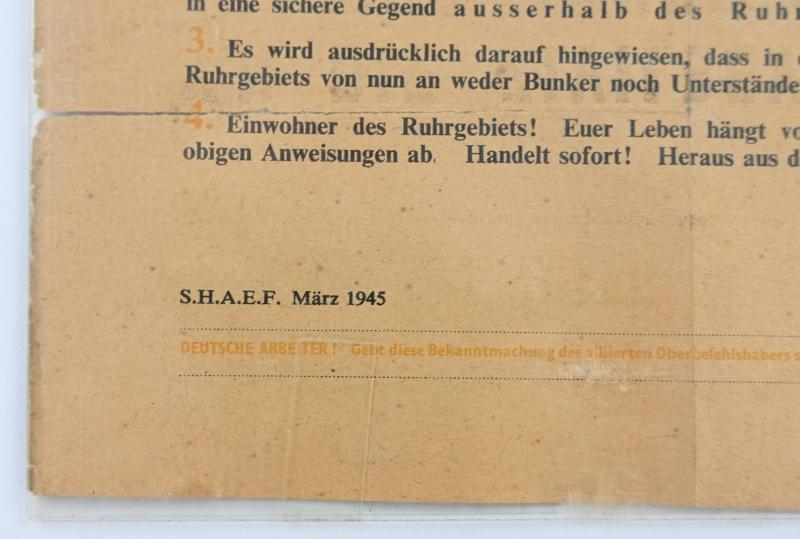 in eine sichere Gegend ausserhalb des Ruhr
3. Es wird ausdrücklich darauf hingewiesen, dass in
Ruhrgebiets von nun an weder Bunker noch Unterstände
4. Einwohner des Ruhrgebiets! Euer Leben hängt vo
obigen Anweisungen ab. Handelt sofort! Heraus aus d
S.H.A.E.F. März 1945
DEUTSCHE ARBEITER! Gebt diese Bekanntmachung des alliierten Oberbefehlshabers s